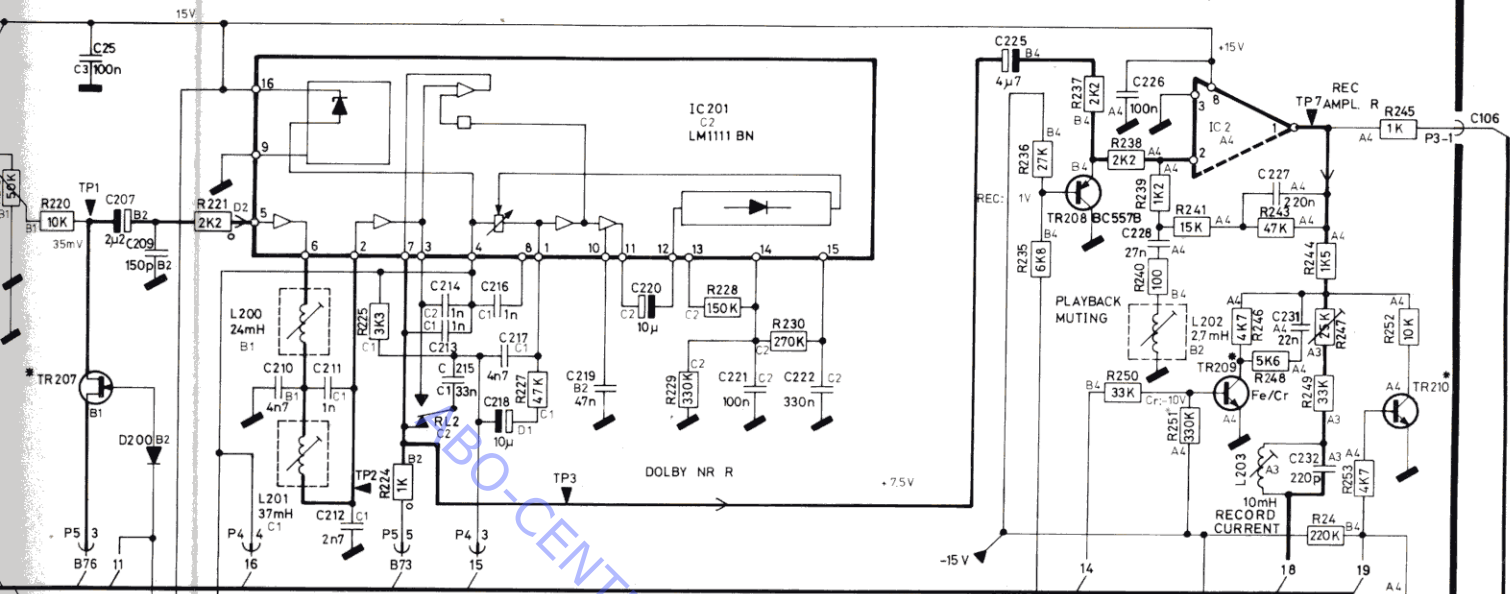 15V
C25
C3 100n
50K
B1
R220
10K
B1
35mV
TP1
C207
B2
2µ2
C209
150p B2
R221
2K2
D2
16
9
5
IC201
C2
LM1111 BN
6
2
7
3
4
8
1
10
11
12
13
14
15
L200
24mH
B1
C210
B1
4n7
C211
C1
1n
L201
37mH
C1
TP2
C212
C1
2n7
TR207
B1
D200 B2
P5 3
B76
11
P4 4
16
R225
3K3
C1
C214
C2 1n
C1 1n
C213
C216
C1 1n
C217
C1
4n7
C215
C1 33n
R227
47K
C1
C218
10µ
D1
RL2
C2
R224
1K
B2
P5 5
B73
P4 3
15
TP3
DOLBY NR R
+7.5V
C219
B2
47n
C220
C2
10µ
R228
150K
C2
R230
270K
C2
R229
330K
C2
C221
C2
100n
C222
C2
330n
C225
B4
4µ7
R237
2K2
B4
R236
27K
B4
REC:
1V
R235
6K8
B4
B4
TR208 BC557B
R238
2K2
A4
C226
100n
A4
+15V
3
8
2
1
IC2
A4
TP7
REC
AMPL. R
R245
1K
A4
P3-1
C106
R239
1K2
A4
C227
A4
220n
R241
15K
A4
R243
47K
A4
C228
27n
A4
R240
100
B4
R244
1K5
A4
PLAYBACK
MUTING
L202
2,7mH
B2
R246
4K7
A4
C231
A4
22n
R247
25K
A3
R252
10K
A4
TR209
*
5K6
R248
A4
Fe/Cr
A4
R249
33K
A3
TR210
*
A4
R250
33K
B4
Cr:-10V
R251
330K
A4
L203
A3
10mH
C232
A3
220p
R253
4K7
A4
RECORD
CURRENT
R24
220K
B4
-15V
14
18
19
A4
*
ABO-CENT